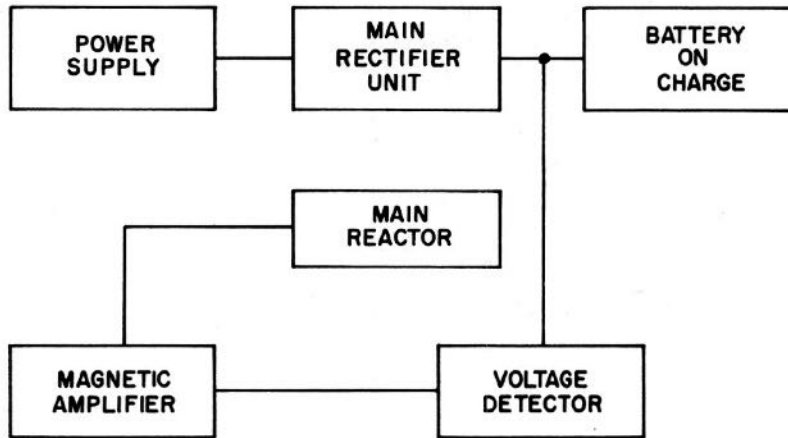 POWER
SUPPLY
MAIN
RECTIFIER
UNIT
BATTERY
ON
CHARGE
MAIN
REACTOR
MAGNETIC
AMPLIFIER
VOLTAGE
DETECTOR